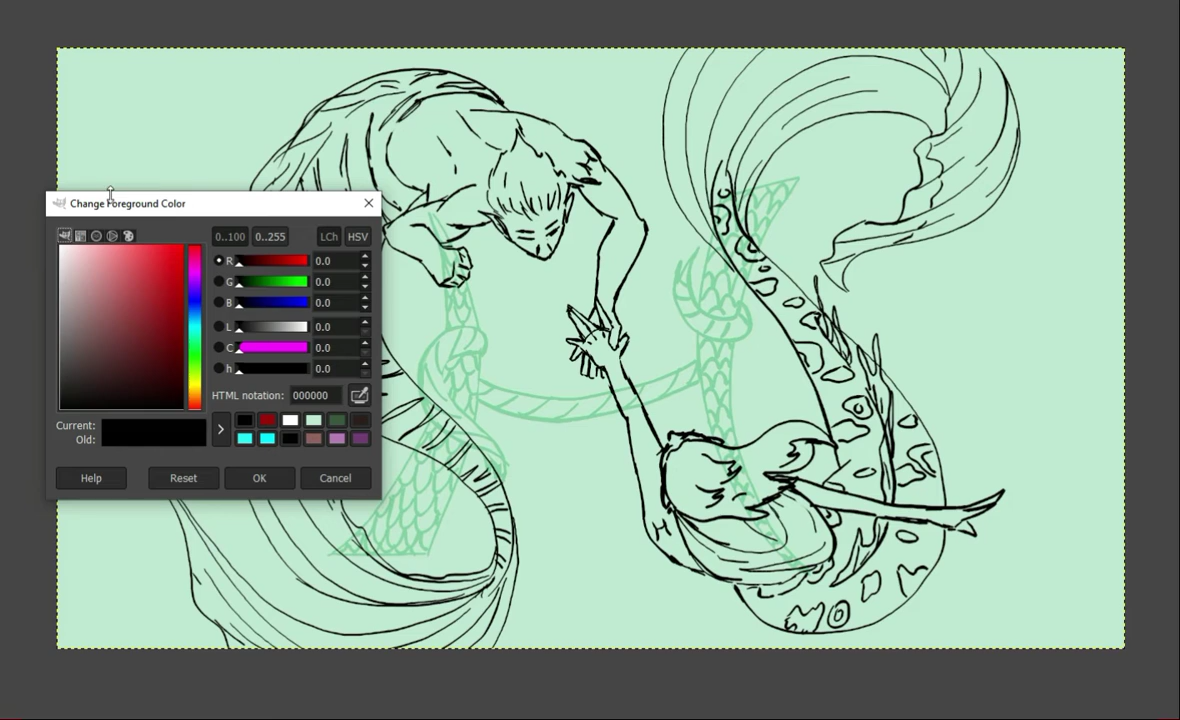 Change Foreground Color
0..100 0..255 LCh HSV
R 0.0
G 0.0
B 0.0
L 0.0
C 0.0
h 0.0
HTML notation: 000000
Current:
Old:
Help Reset OK Cancel